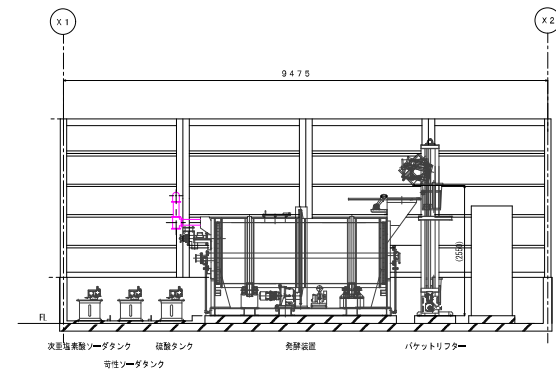 X1
X2
9475
(2550)
FL
次亜塩素酸ソーダタンク
硫酸タンク
発酵装置
バケットリフター
苛性ソーダタンク